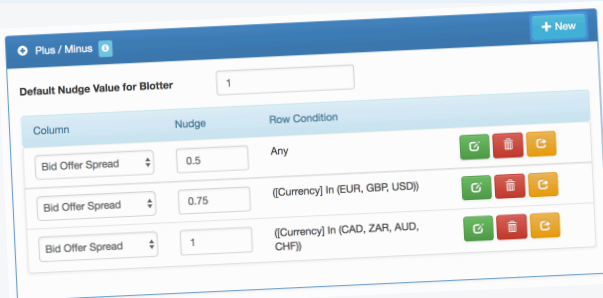 Plus / Minus
+ New
Default Nudge Value for Blotter 1
Column Nudge Row Condition
Bid Offer Spread 0.5 Any
Bid Offer Spread 0.75 ([Currency] In (EUR, GBP, USD))
Bid Offer Spread 1 ([Currency] In (CAD, ZAR, AUD,
CHF))